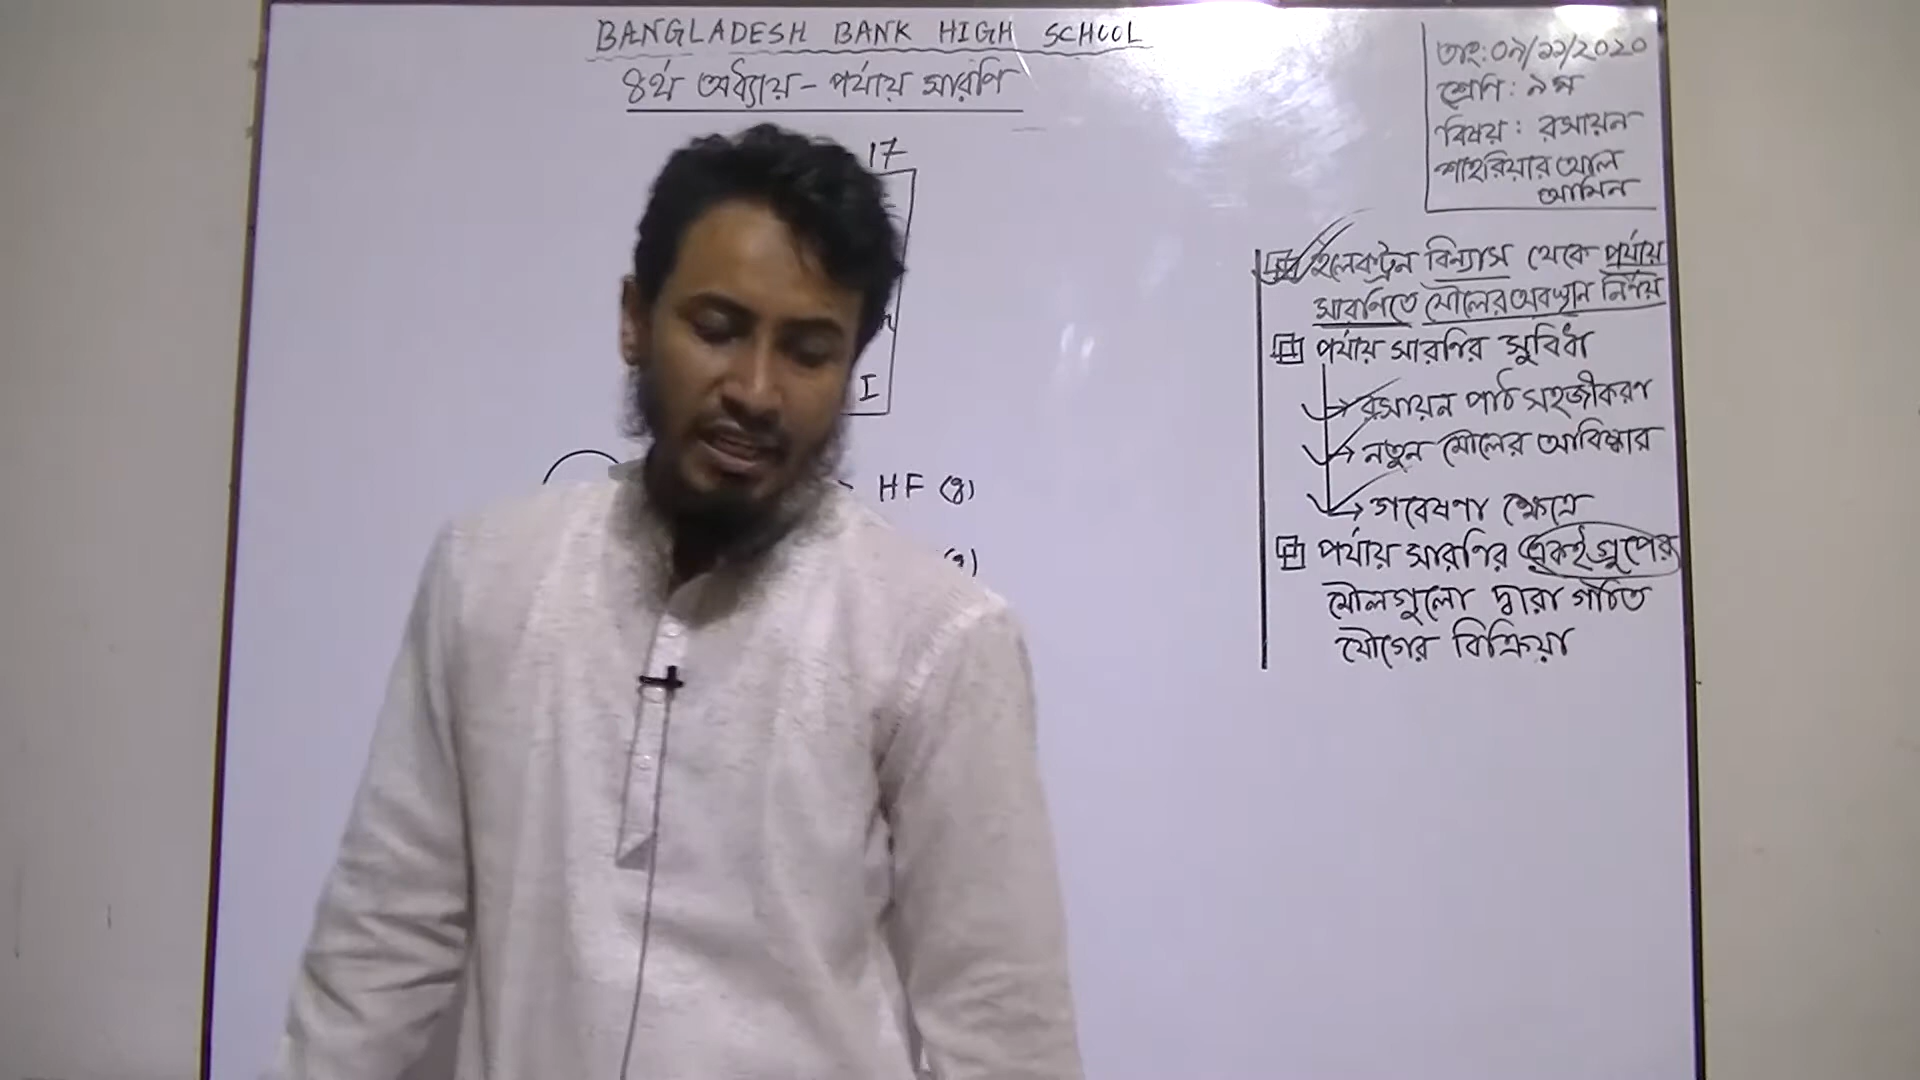 BANGLADESH BANK HIGH SCHOOL
৪র্থ অধ্যায় - পর্যায় সারণি
তাং: ০৯/১১/২০২০
শ্রেণি : ৯ম
বিষয় : রসায়ন
শাহরিয়ার আল
আমিন
17
I
HF (g)
(g)
ইলেকট্রন বিন্যাস থেকে পর্যায়
সারণিতে মৌলের অবস্থান নির্ণয়
পর্যায় সারণির সুবিধা
→ রসায়ন পাঠ সহজীকরণ
→ নতুন মৌলের আবিষ্কার
→ গবেষণা ক্ষেত্রে
পর্যায় সারণির একই গ্রুপের
মৌলগুলো দ্বারা গঠিত
যৌগের বিক্রিয়া